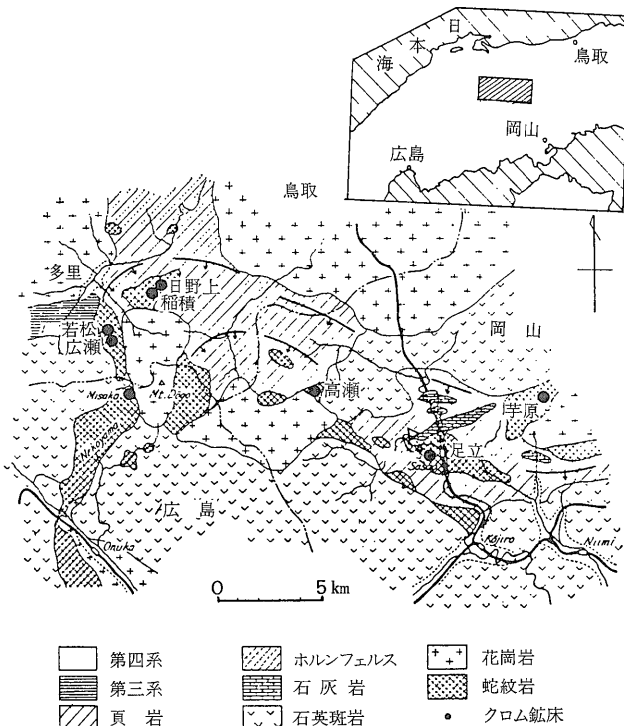 日
本
海
鳥取
岡山
広島
鳥取
多里
日野上
稲積
若松
広瀬
岡山
Misaka
Mt. Dogo
高瀬
芋原
足立
広島
Onuka
Kōjiro
Niimi
0 5 km
第四系 ホルンフェルス 花崗岩
第三系 石灰岩 蛇紋岩
頁岩 石英斑岩 クロム鉱床